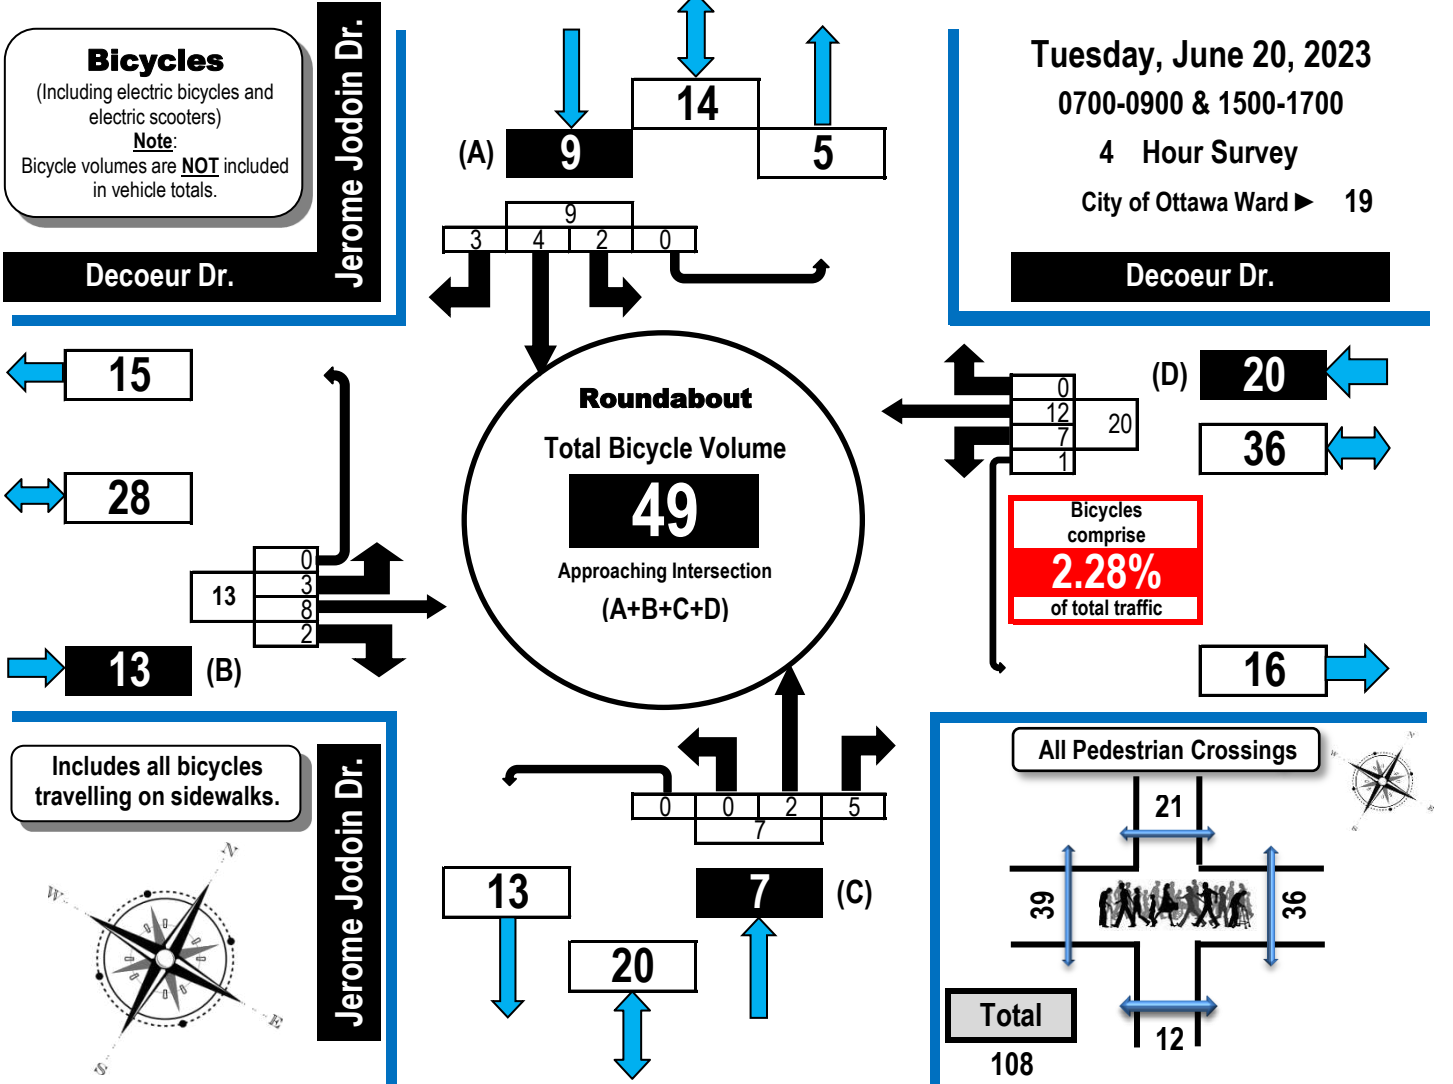 Bicycles
(Including electric bicycles and
electric scooters)
Note:
Bicycle volumes are NOT included
in vehicle totals.
Jerome Jodoin Dr.
Decoeur Dr.
14
(A) 9
5
9
3 4 2 0
Tuesday, June 20, 2023
0700-0900 & 1500-1700
4 Hour Survey
City of Ottawa Ward ► 19
Decoeur Dr.
15
28
0
3
8
2
13
13 (B)
Roundabout
Total Bicycle Volume
49
Approaching Intersection
(A+B+C+D)
(D) 20
0
12
7
1
20
36
Bicycles
comprise
2.28%
of total traffic
16
Includes all bicycles
travelling on sidewalks.
Jerome Jodoin Dr.
N
W
E
S
0 0 2 5
7
13
7 (C)
20
All Pedestrian Crossings
N
W
E
S
21
39
36
12
Total
108